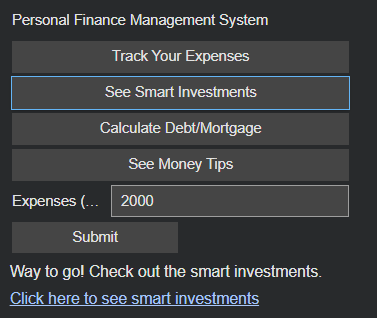 Personal Finance Management System
Track Your Expenses
See Smart Investments
Calculate Debt/Mortgage
See Money Tips
Expenses (... 2000
Submit
Way to go! Check out the smart investments.
Click here to see smart investments